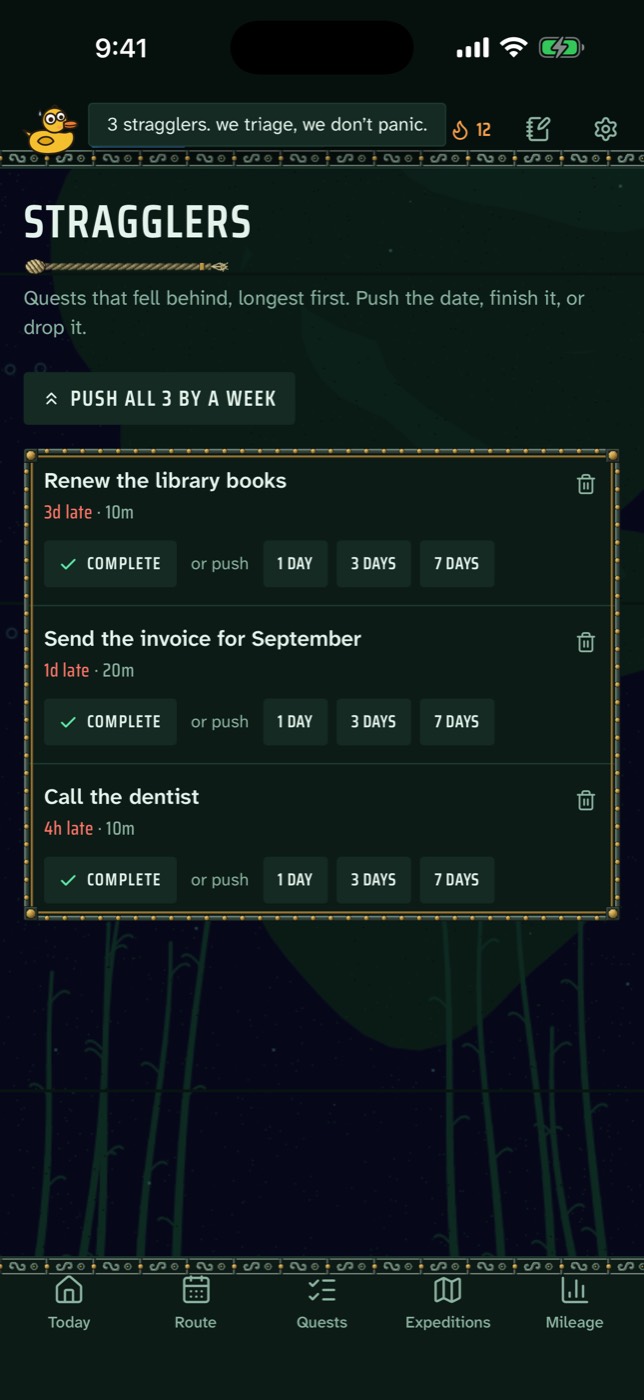 9:41
3 stragglers. we triage, we don’t panic.
12
STRAGGLERS
Quests that fell behind, longest first. Push the date, finish it, or
drop it.
PUSH ALL 3 BY A WEEK
Renew the library books
3d late · 10m
COMPLETE or push 1 DAY 3 DAYS 7 DAYS
Send the invoice for September
1d late · 20m
COMPLETE or push 1 DAY 3 DAYS 7 DAYS
Call the dentist
4h late · 10m
COMPLETE or push 1 DAY 3 DAYS 7 DAYS
Today Route Quests Expeditions Mileage